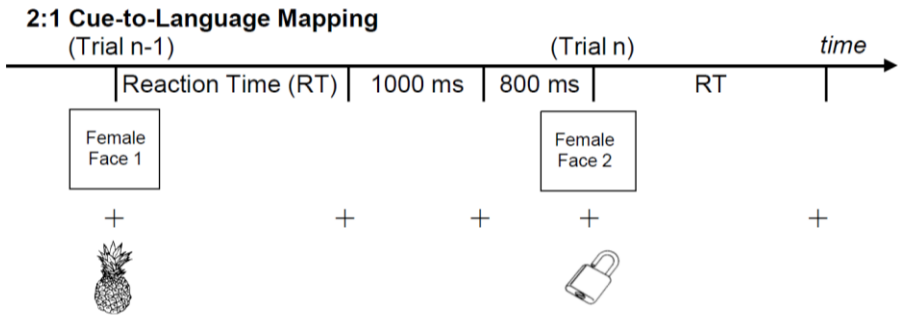 2:1 Cue-to-Language Mapping
(Trial n-1) (Trial n) time
Reaction Time (RT) 1000 ms 800 ms RT
Female
Face 1
Female
Face 2